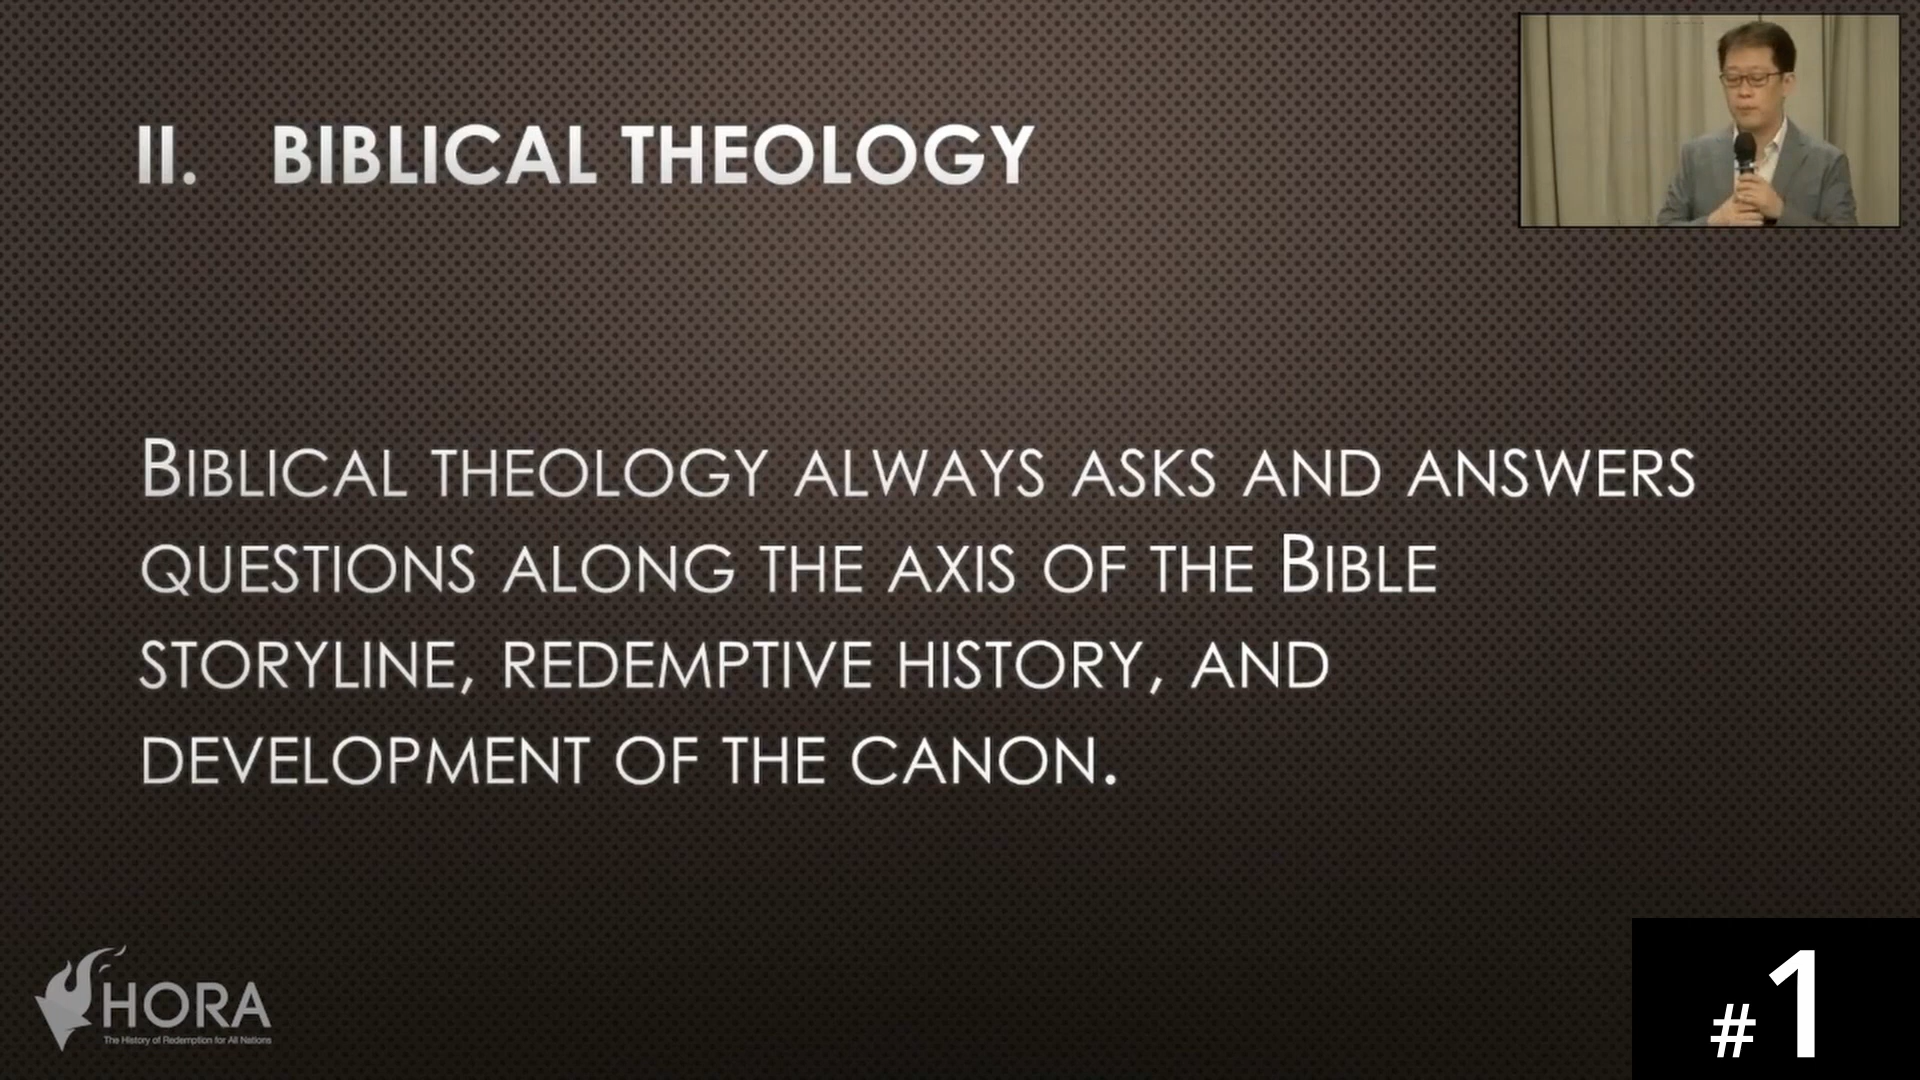 II. BIBLICAL THEOLOGY
BIBLICAL THEOLOGY ALWAYS ASKS AND ANSWERS
QUESTIONS ALONG THE AXIS OF THE BIBLE
STORYLINE, REDEMPTIVE HISTORY, AND
DEVELOPMENT OF THE CANON.
HORA
The History of Redemption for All Nations
#1